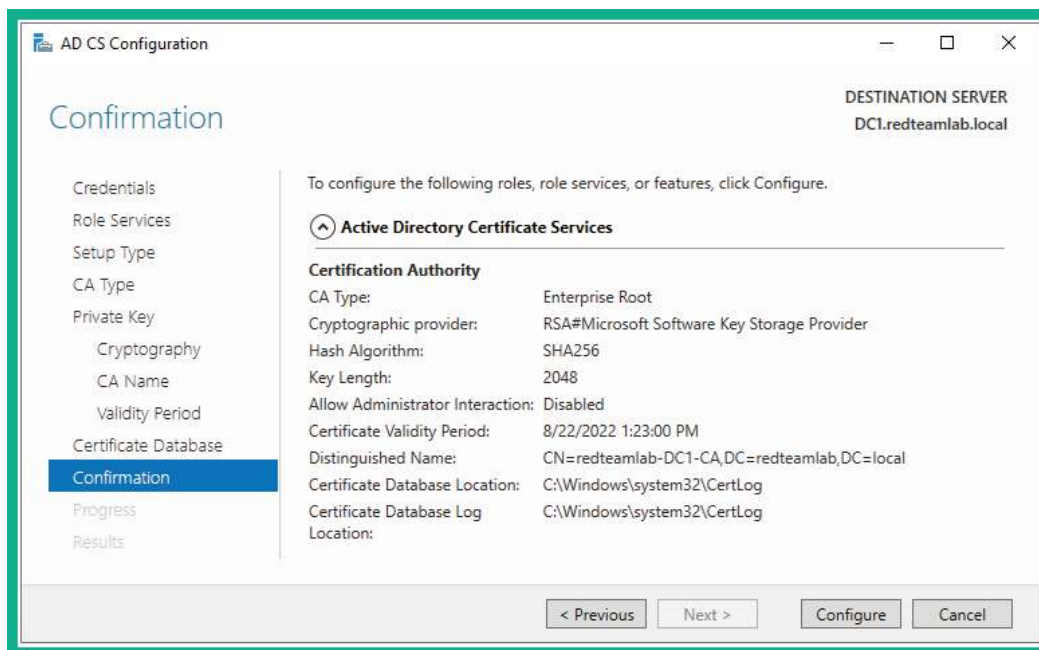 AD CS Configuration
Confirmation
DESTINATION SERVER
DC1.redteamlab.local
Credentials
Role Services
Setup Type
CA Type
Private Key
Cryptography
CA Name
Validity Period
Certificate Database
Confirmation
Progress
Results
To configure the following roles, role services, or features, click Configure.
Active Directory Certificate Services
Certification Authority
CA Type: Enterprise Root
Cryptographic provider: RSA#Microsoft Software Key Storage Provider
Hash Algorithm: SHA256
Key Length: 2048
Allow Administrator Interaction: Disabled
Certificate Validity Period: 8/22/2022 1:23:00 PM
Distinguished Name: CN=redteamlab-DC1-CA,DC=redteamlab,DC=local
Certificate Database Location: C:\Windows\system32\CertLog
Certificate Database Log C:\Windows\system32\CertLog
Location:
< Previous Next > Configure Cancel